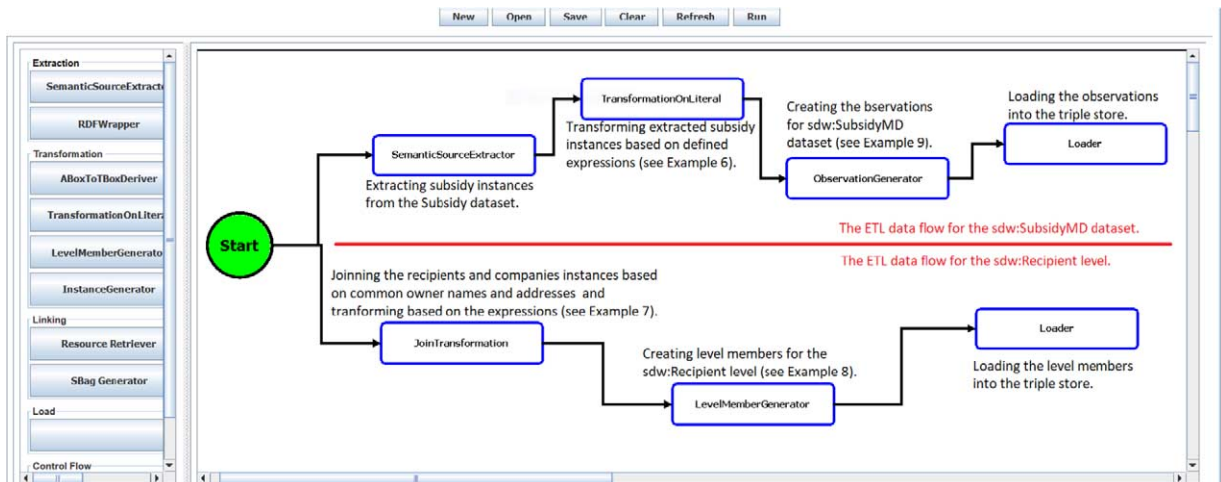 New Open Save Clear Refresh Run
Extraction
SemanticSourceExtract
RDFWrapper
Transformation
ABoxToTBoxDeriver
TransformationOnLitera
LevelMemberGenerato
InstanceGenerator
Linking
Resource Retriever
SBag Generator
Load
Control Flow
Start
SemanticSourceExtractor
Extracting subsidy instances
from the Subsidy dataset.
TransformationOnLiteral
Transforming extracted subsidy
instances based on defined
expressions (see Example 6).
Creating the bservations
for sdw:SubsidyMD
dataset (see Example 9).
ObservationGenerator
Loading the observations
into the triple store.
Loader
The ETL data flow for the sdw:SubsidyMD dataset.
The ETL data flow for the sdw:Recipient level.
Joinning the recipients and companies instances based
on common owner names and addresses and
tranforming based on the expressions (see Example 7).
JoinTransformation
Creating level members for the
sdw:Recipient level (see Example 8).
LevelMemberGenerator
Loader
Loading the level members
into the triple store.